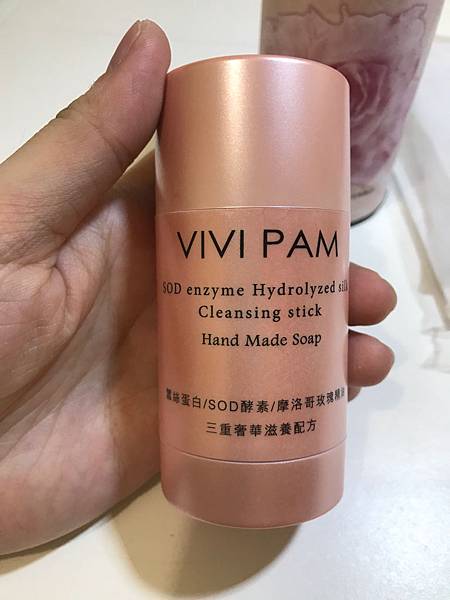 VIVI PAM
SOD enzyme Hydrolyzed silk
Cleansing stick
Hand Made Soap
蠶絲蛋白/SOD酵素/摩洛哥玫瑰精油
三重奢華滋養配方